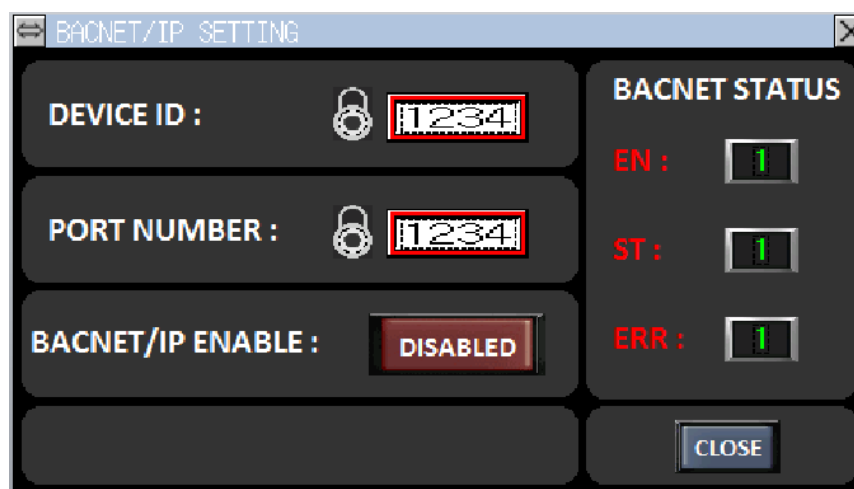 BACNET/IP SETTING
DEVICE ID :
1234
PORT NUMBER :
1234
BACNET/IP ENABLE :
DISABLED
BACNET STATUS
EN :
1
ST :
1
ERR :
1
CLOSE